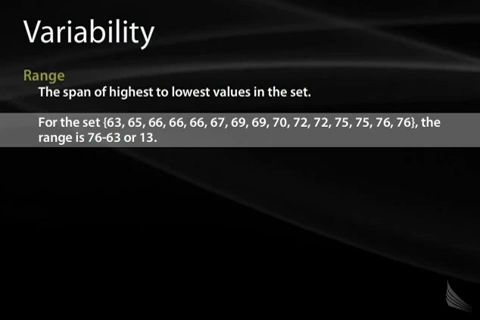 Variability
Range
The span of highest to lowest values in the set.
For the set {63, 65, 66, 66, 66, 67, 69, 69, 70, 72, 72, 75, 75, 76, 76}, the
range is 76-63 or 13.